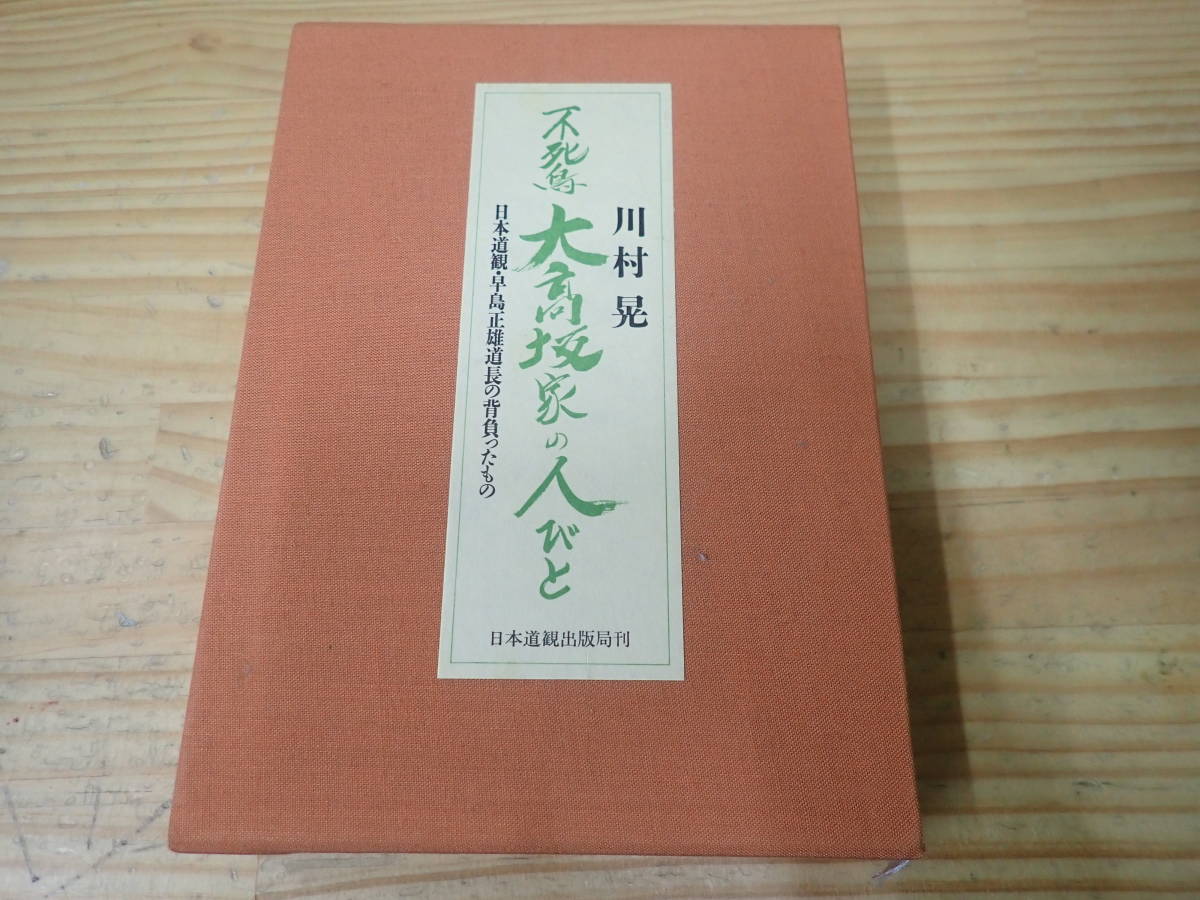 川村 晃
不死鳥 大高坂家の人びと
日本道観・早島正雄道長の背負ったもの
日本道観出版局刊